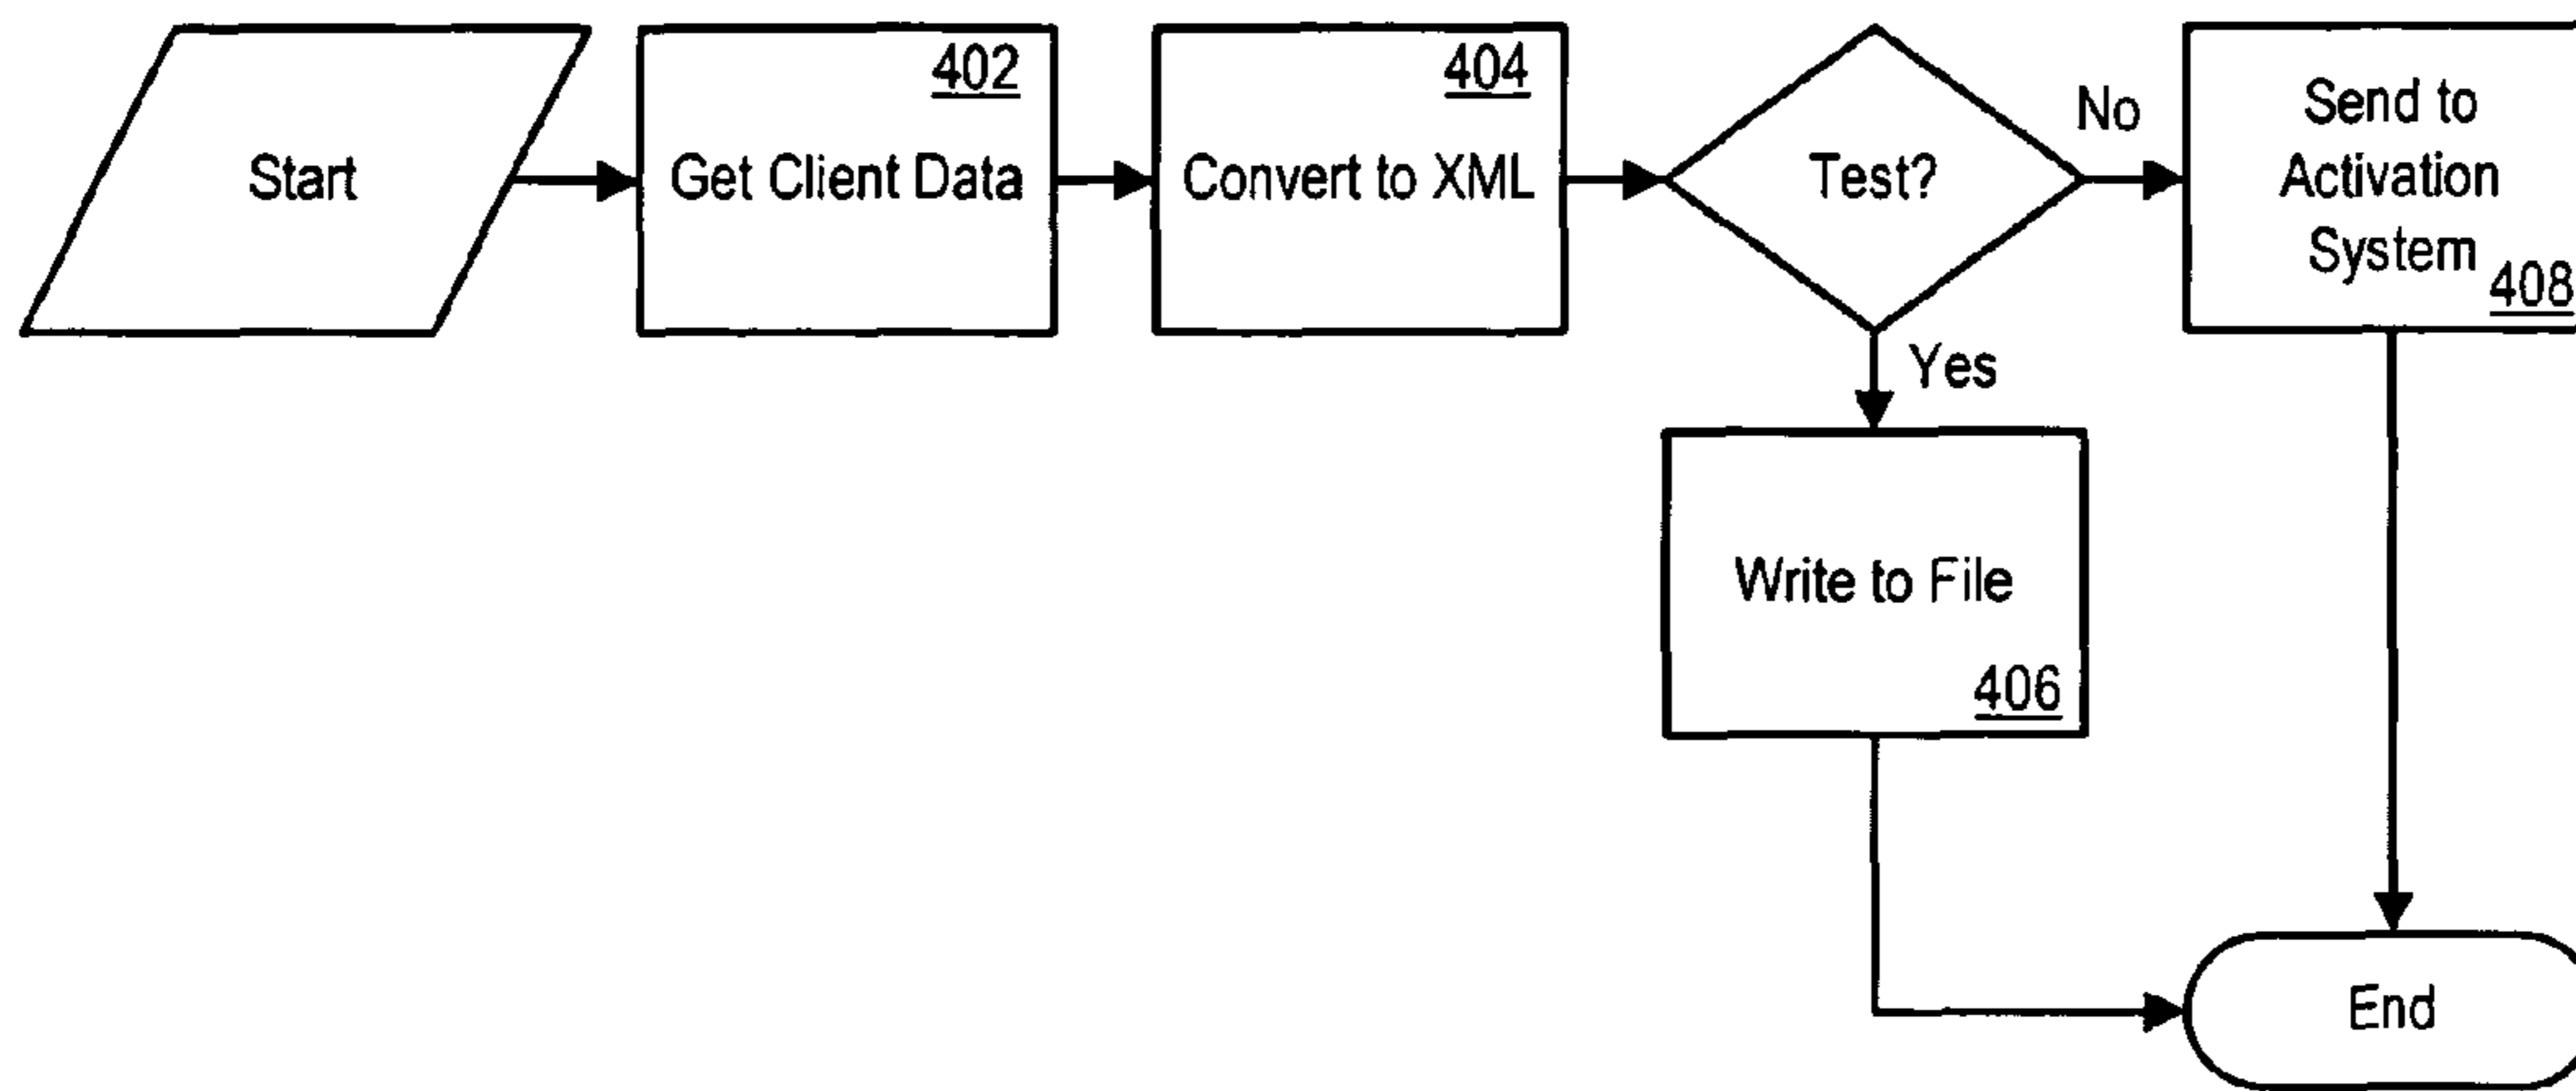 Start
402
Get Client Data
404
Convert to XML
Test?
No
Send to
Activation
System
408
Yes
Write to File
406
End